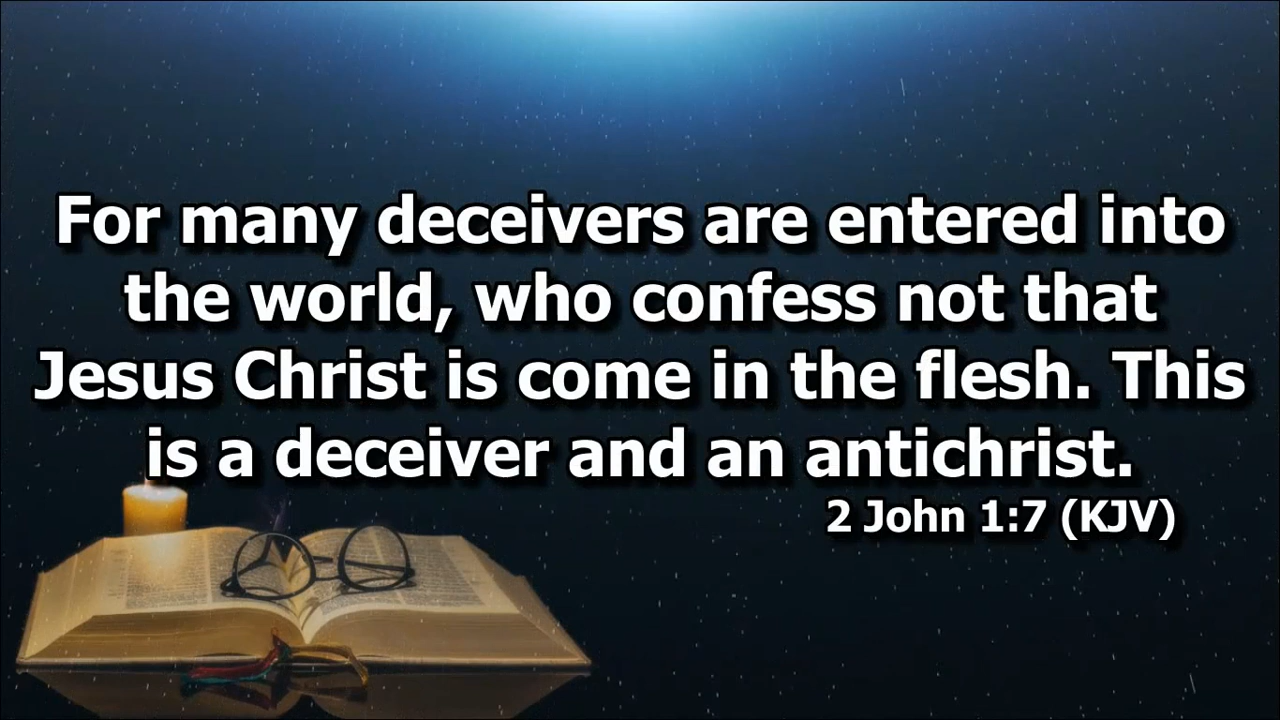 For many deceivers are entered into
the world, who confess not that
Jesus Christ is come in the flesh. This
is a deceiver and an antichrist.
2 John 1:7 (KJV)